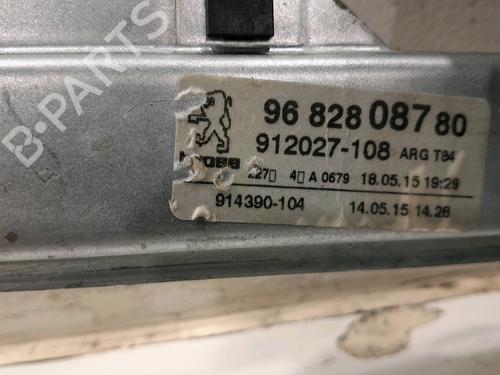 96 828 087 80
912027-108 ARG T84
A 0679 18.05.15 19:29
914390-104 14.05.15 14.28
B-PARTS